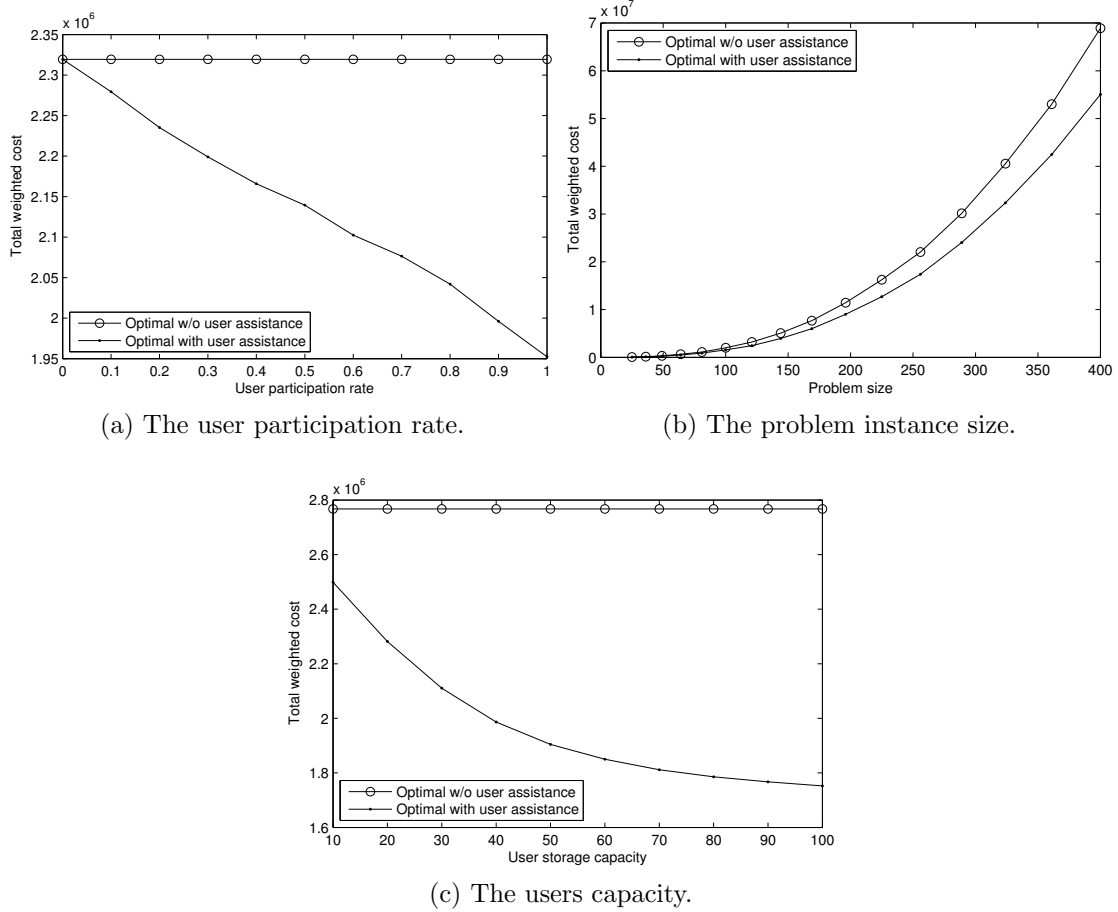 x 10^6
2.35
2.3
2.25
2.2
2.15
2.1
2.05
2
1.95
Total weighted cost
Optimal w/o user assistance
Optimal with user assistance
0 0.1 0.2 0.3 0.4 0.5 0.6 0.7 0.8 0.9 1
User participation rate
(a) The user participation rate.
x 10^7
7
6
5
4
3
2
1
0
Total weighted cost
Optimal w/o user assistance
Optimal with user assistance
0 50 100 150 200 250 300 350 400
Problem size
(b) The problem instance size.
x 10^6
2.8
2.6
2.4
2.2
2
1.8
1.6
Total weighted cost
Optimal w/o user assistance
Optimal with user assistance
10 20 30 40 50 60 70 80 90 100
User storage capacity
(c) The users capacity.